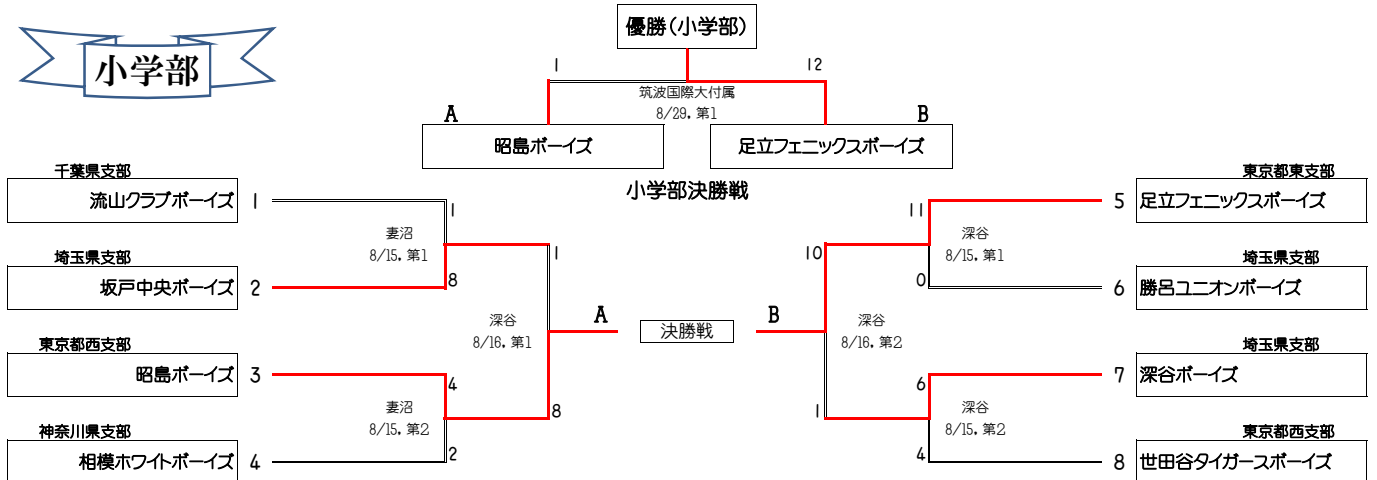 優勝(小学部)
小学部
1
12
筑波国際大付属
8/29.第1
A
B
昭島ボーイズ
足立フェニックスボーイズ
小学部決勝戦
千葉県支部
流山クラブボーイズ 1
1
妻沼
8/15.第1
埼玉県支部
坂戸中央ボーイズ 2
8
1
深谷
8/16.第1
A
東京都西支部
昭島ボーイズ 3
4
妻沼
8/15.第2
8
神奈川県支部
相模ホワイトボーイズ 4
2
決勝戦
東京都東支部
11
5 足立フェニックスボーイズ
深谷
8/15.第1
10
埼玉県支部
0
6 勝呂ユニオンボーイズ
B
深谷
8/16.第2
埼玉県支部
6
7 深谷ボーイズ
深谷
8/15.第2
1
東京都西支部
4
8 世田谷タイガースボーイズ